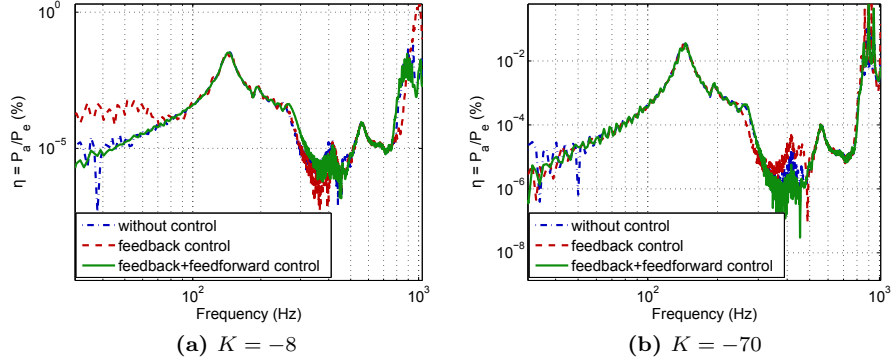 10^0
10^-5
η = P_a/P_e (%)
without control
feedback control
feedback+feedforward control
10^2
10^3
Frequency (Hz)
(a) K = −8
10^-2
10^-4
10^-6
10^-8
η = P_a/P_e (%)
without control
feedback control
feedback+feedforward control
10^2
10^3
Frequency (Hz)
(b) K = −70